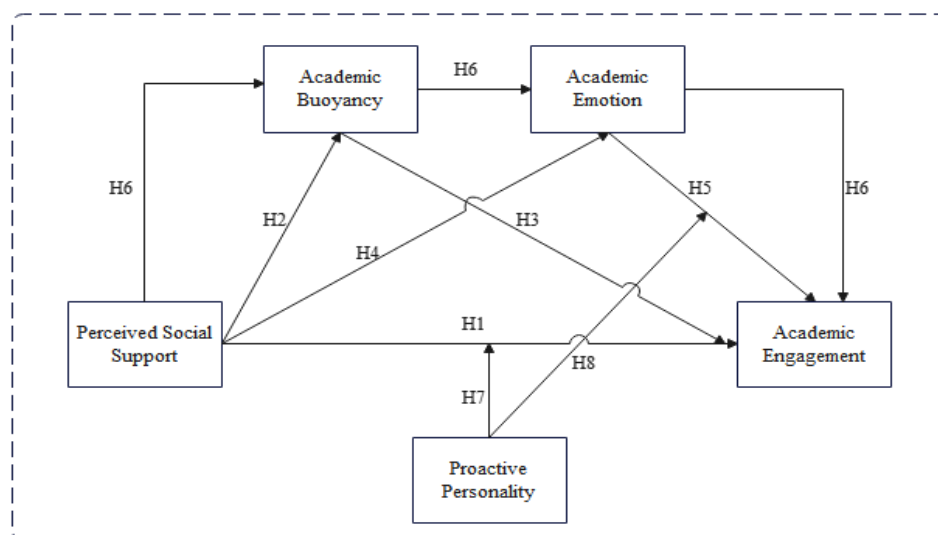 Academic
Buoyancy
H6
Academic
Emotion
H6
H2
H4
H3
H5
H6
Perceived Social
Support
H1
Academic
Engagement
H7
H8
Proactive
Personality